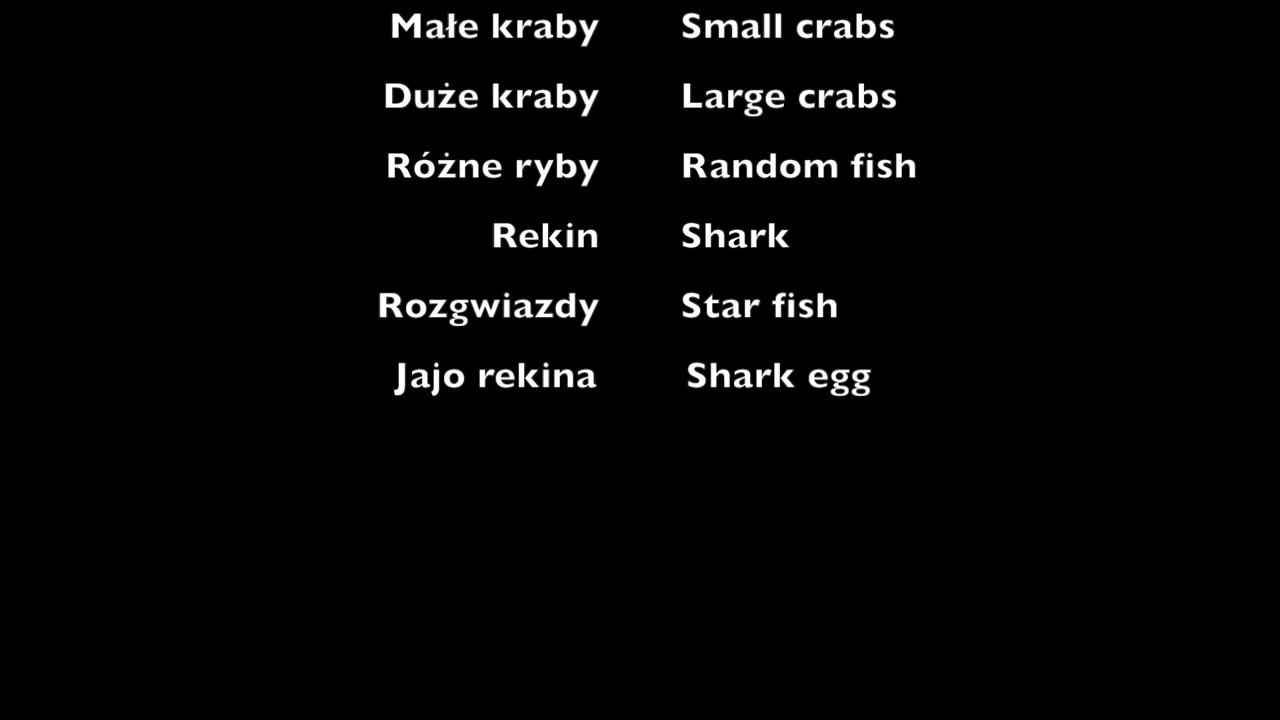 Małe kraby Small crabs
Duże kraby Large crabs
Różne ryby Random fish
Rekin Shark
Rozgwiazdy Star fish
Jajo rekina Shark egg